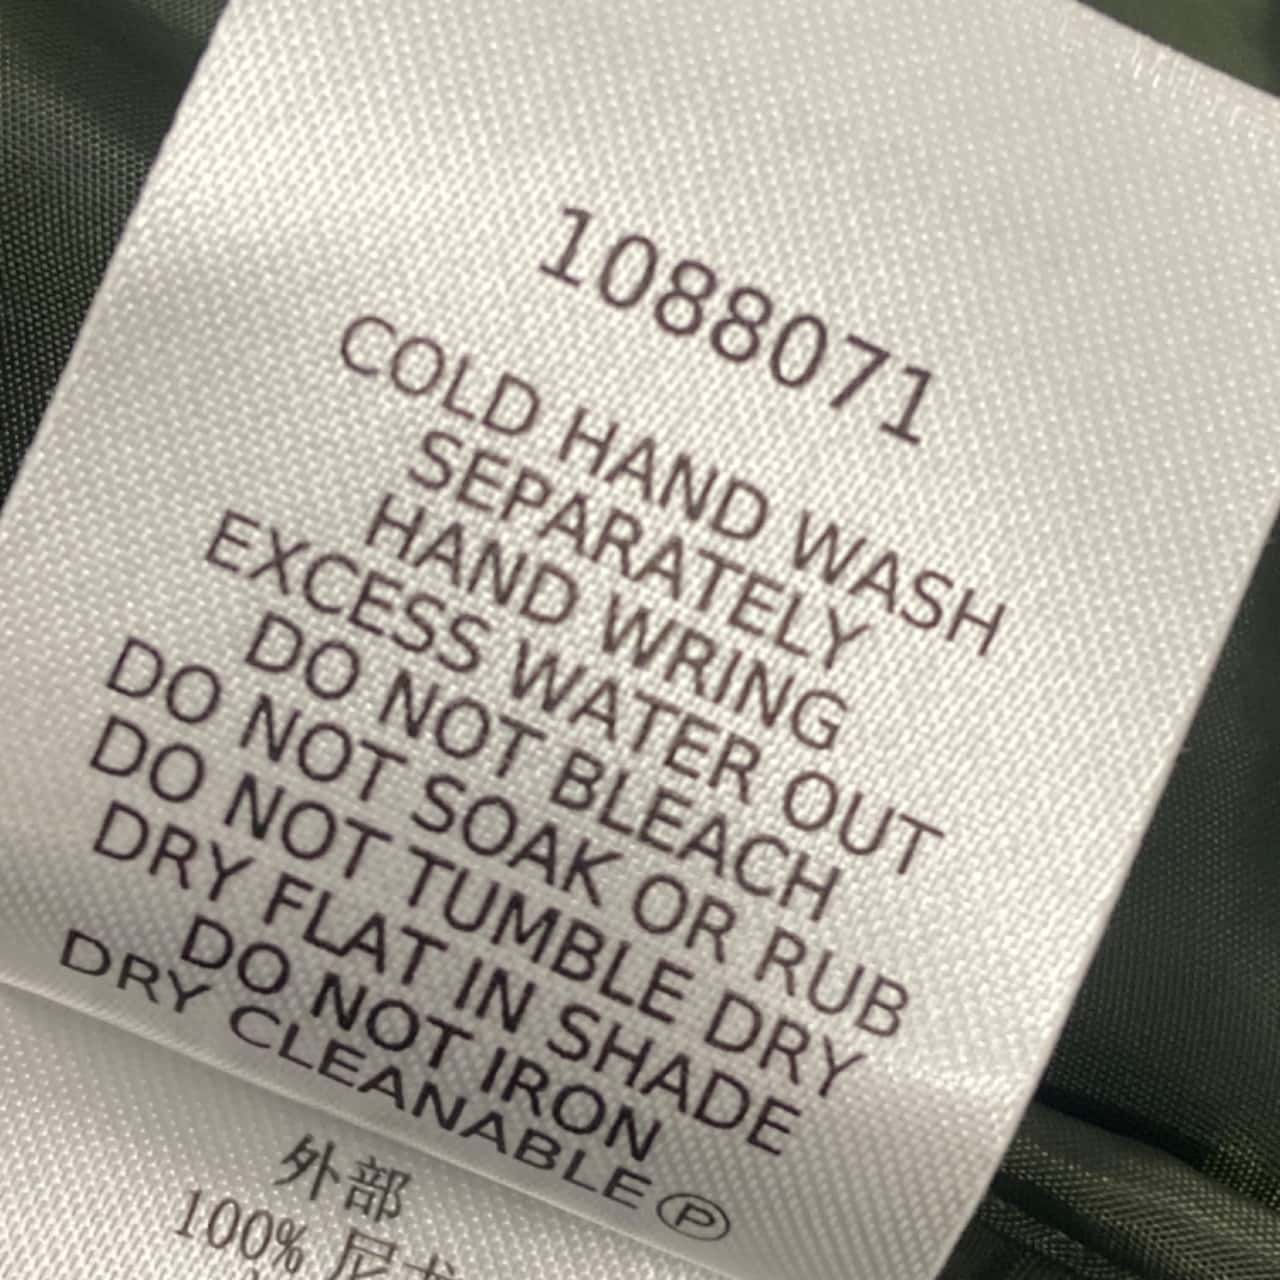 1088071
COLD HAND WASH
SEPARATELY
HAND WRING
EXCESS WATER OUT
DO NOT BLEACH
DO NOT SOAK OR RUB
DO NOT TUMBLE DRY
DRY FLAT IN SHADE
DO NOT IRON
DRY CLEANABLE Ⓟ
外部
100%